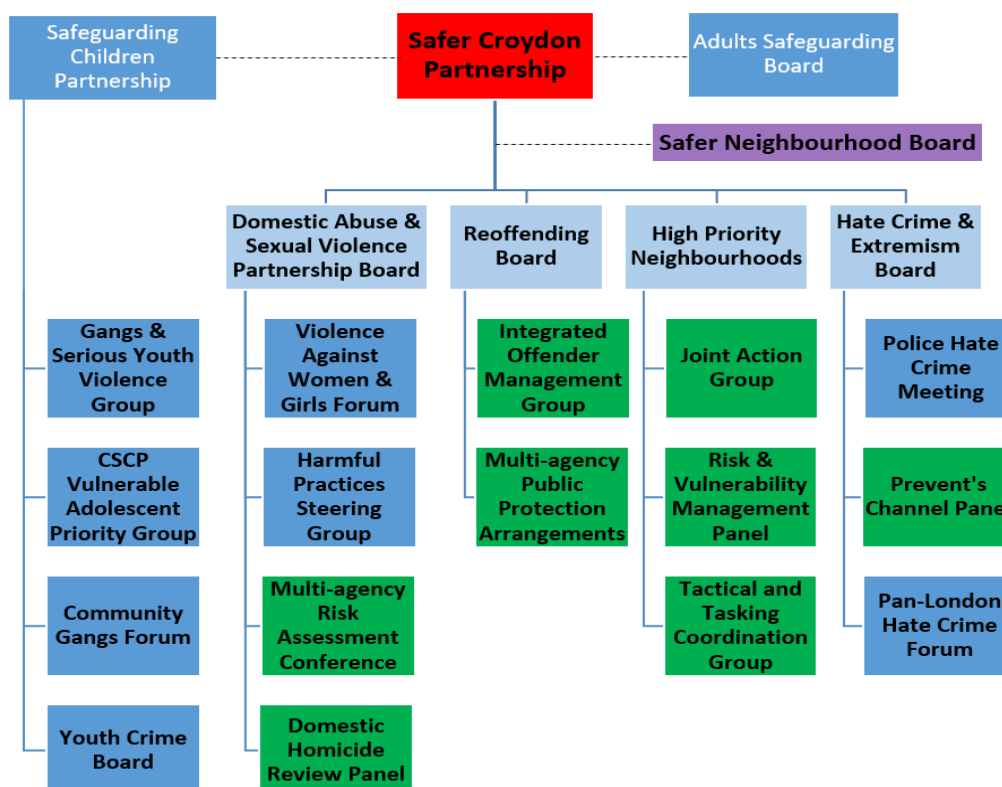 Safeguarding
Children
Partnership
Safer Croydon
Partnership
Adults Safeguarding
Board
Safer Neighbourhood Board
Domestic Abuse &
Sexual Violence
Partnership Board
Reoffending
Board
High Priority
Neighbourhoods
Hate Crime &
Extremism
Board
Gangs &
Serious Youth
Violence
Group
Violence
Against
Women &
Girls Forum
Integrated
Offender
Management
Group
Joint Action
Group
Police Hate
Crime
Meeting
CSCP
Vulnerable
Adolescent
Priority Group
Harmful
Practices
Steering
Group
Multi-agency
Public
Protection
Arrangements
Risk &
Vulnerability
Management
Panel
Prevent's
Channel Panel
Community
Gangs Forum
Multi-agency
Risk
Assessment
Conference
Tactical and
Tasking
Coordination
Group
Pan-London
Hate Crime
Forum
Youth Crime
Board
Domestic
Homicide
Review Panel